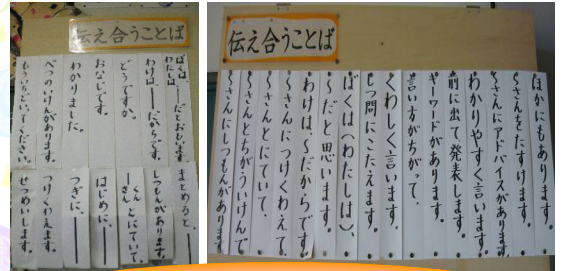 伝え合うことば
ぼくは、
わたしは、
―だとおもいます。
わけは、―だからです。
どうですか。
おなじです。
わかりました。
べつのいけんがあります。
もういちどいってください。
まとめると、―
しつもんがあります。
―くん
―さん
とにていて、
はじめに、―
つぎに、―
つけくわえます。
せつめいします。
伝え合うことば
ほかにもあります。
〜さんをたすけます。
〜さんにアドバイスがあります。
わかりやすく言います。
前に出て発表します。
キーワードがあります。
言い方がちがって、
くわしく言います。
しつ問にこたえます。
ぼくは(わたしは)、
〜だと思います。
わけは、〜だからです。
〜さんにつけくわえて、
〜さんとにていて、
〜さんとちがういけんで
〜さんにしつもんがあります